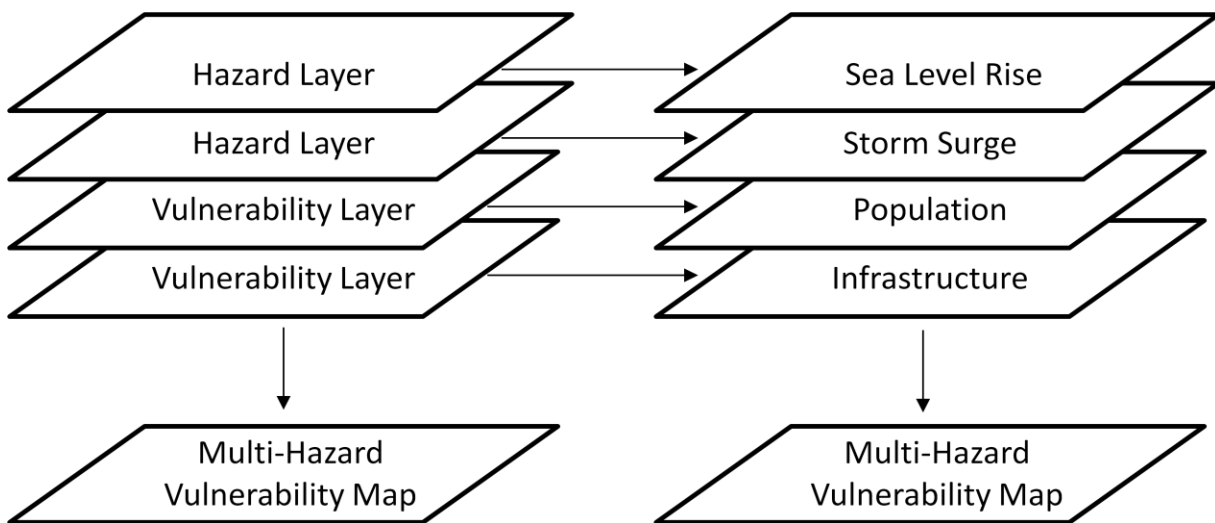 Hazard Layer
Sea Level Rise
Hazard Layer
Storm Surge
Vulnerability Layer
Population
Vulnerability Layer
Infrastructure
Multi-Hazard
Vulnerability Map
Multi-Hazard
Vulnerability Map